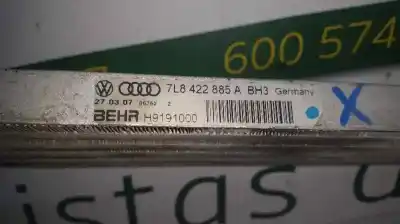 600 574
7L8 422 885 A BH3 Germany
27.03.07
BEHR H9191000
X
istas